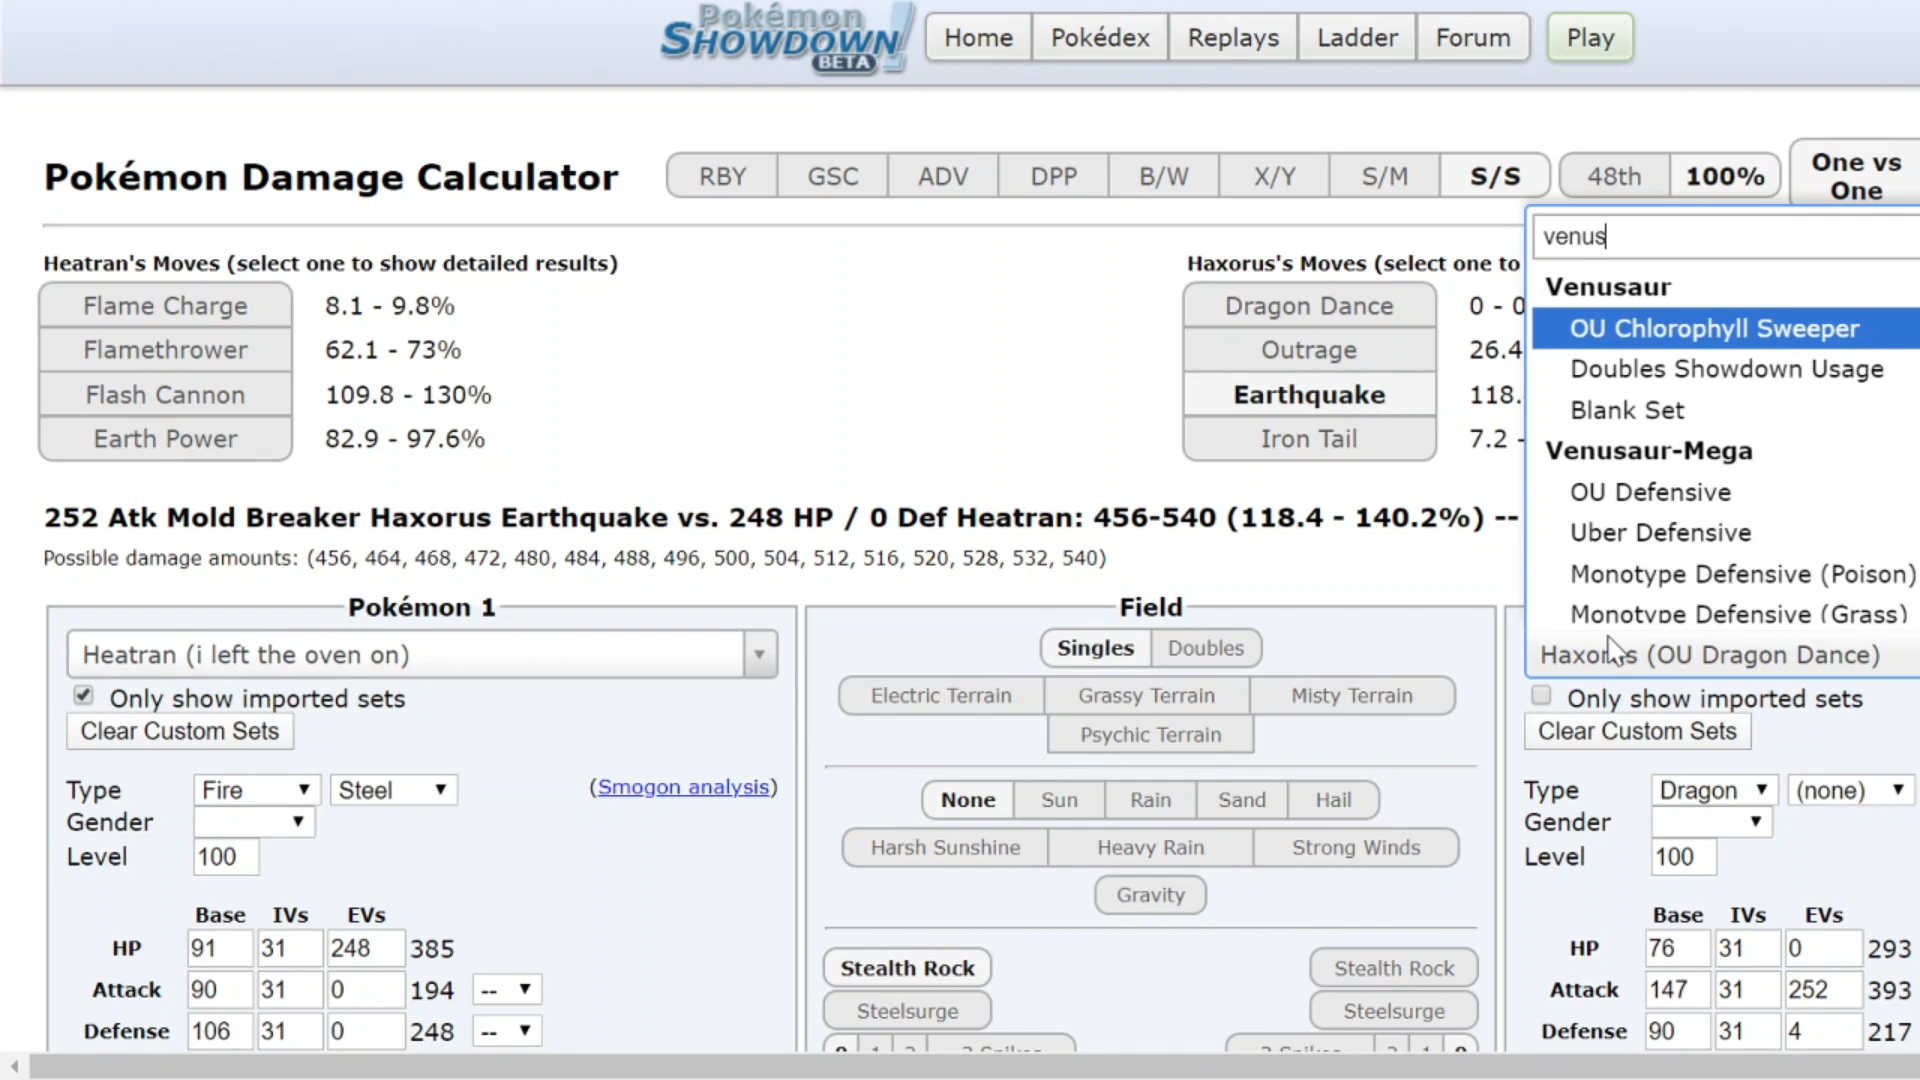 Pokémon
SHOWDOWN!
BETA
Home Pokédex Replays Ladder Forum Play
Pokémon Damage Calculator
RBY GSC ADV DPP B/W X/Y S/M S/S 48th 100% One vs One
venus
Heatran's Moves (select one to show detailed results)
Flame Charge 8.1 - 9.8%
Flamethrower 62.1 - 73%
Flash Cannon 109.8 - 130%
Earth Power 82.9 - 97.6%
Haxorus's Moves (select one to
Dragon Dance 0 - 0
Outrage 26.4
Earthquake 118.
Iron Tail 7.2 -
Venusaur
OU Chlorophyll Sweeper
Doubles Showdown Usage
Blank Set
Venusaur-Mega
OU Defensive
Uber Defensive
Monotype Defensive (Poison)
Monotype Defensive (Grass)
252 Atk Mold Breaker Haxorus Earthquake vs. 248 HP / 0 Def Heatran: 456-540 (118.4 - 140.2%) --
Possible damage amounts: (456, 464, 468, 472, 480, 484, 488, 496, 500, 504, 512, 516, 520, 528, 532, 540)
Pokémon 1
Heatran (i left the oven on)
Only show imported sets
Clear Custom Sets
Type Fire Steel (Smogon analysis)
Gender
Level 100
Base IVs EVs
HP 91 31 248 385
Attack 90 31 0 194 --
Defense 106 31 0 248 --
Field
Singles Doubles
Electric Terrain Grassy Terrain Misty Terrain
Psychic Terrain
None Sun Rain Sand Hail
Harsh Sunshine Heavy Rain Strong Winds
Gravity
Stealth Rock Stealth Rock
Steelsurge Steelsurge
Haxorus (OU Dragon Dance)
Only show imported sets
Clear Custom Sets
Type Dragon (none)
Gender
Level 100
Base IVs EVs
HP 76 31 0 293
Attack 147 31 252 393
Defense 90 31 4 217